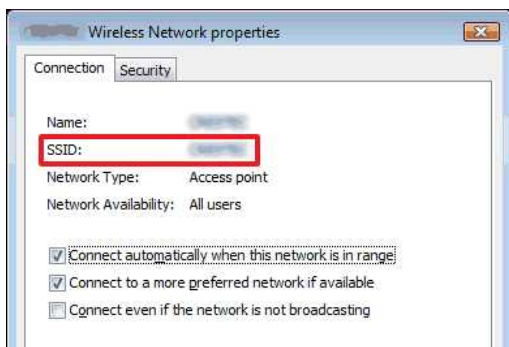 Wireless Network properties
Connection
Security
Name:
SSID:
Network Type: Access point
Network Availability: All users
Connect automatically when this network is in range
Connect to a more preferred network if available
Connect even if the network is not broadcasting